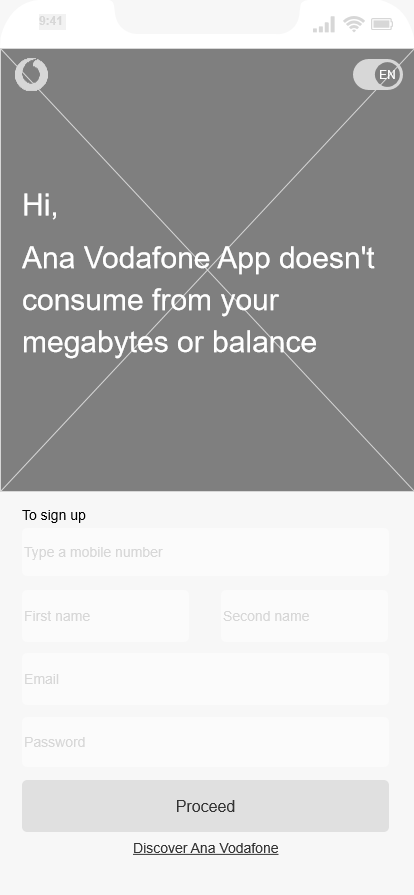 9:41
EN
Hi,
Ana Vodafone App doesn't
consume from your
megabytes or balance
To sign up
Type a mobile number
First name
Second name
Email
Password
Proceed
Discover Ana Vodafone